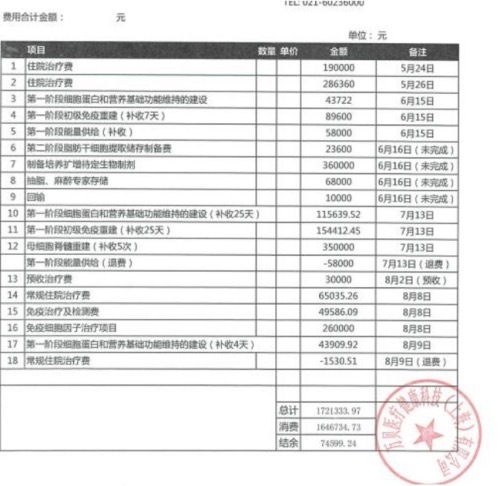 TEL: 021-60236000
费用合计金额： 元
单位：元
项目 数量 单价 金额 备注
1 住院治疗费 190000 5月24日
2 住院治疗费 286360 5月26日
3 第一阶段细胞蛋白和营养基础功能维持的建设 43722 6月15日
4 第一阶段初级免疫重建（补收7天） 89600 6月15日
5 第一阶段能量供给（补收） 58000 6月15日
6 第二阶段脂肪干细胞提取储存制备费 23600 6月16日（未完成）
7 制备培养扩增待定生物制剂 360000 6月16日（未完成）
8 抽脂、麻醉专家存储 68000 6月16日（未完成）
9 回输 10000 6月16日（未完成）
10 第一阶段细胞蛋白和营养基础功能维持的建设（补收25天） 115639.52 7月13日
11 第一阶段初级免疫重建（补收25天） 154412.45 7月13日
12 母细胞脊髓重建（补收5次） 350000 7月13日
第一阶段能量供给（退费） -58000 7月13日（退费）
13 预收治疗费 30000 8月2日（预收）
14 常规住院治疗费 65035.26 8月8日
15 免疫治疗及检测费 49586.09 8月8日
16 免疫细胞因子治疗项目 260000 8月8日
17 第一阶段细胞蛋白和营养基础功能维持的建设（补收4天） 43909.92 8月9日
18 常规住院治疗费 -1530.51 8月9日（退费）
总计 1721333.97
消费 1646734.73
结余 74599.24
医疗健康科技（上海）有限公司